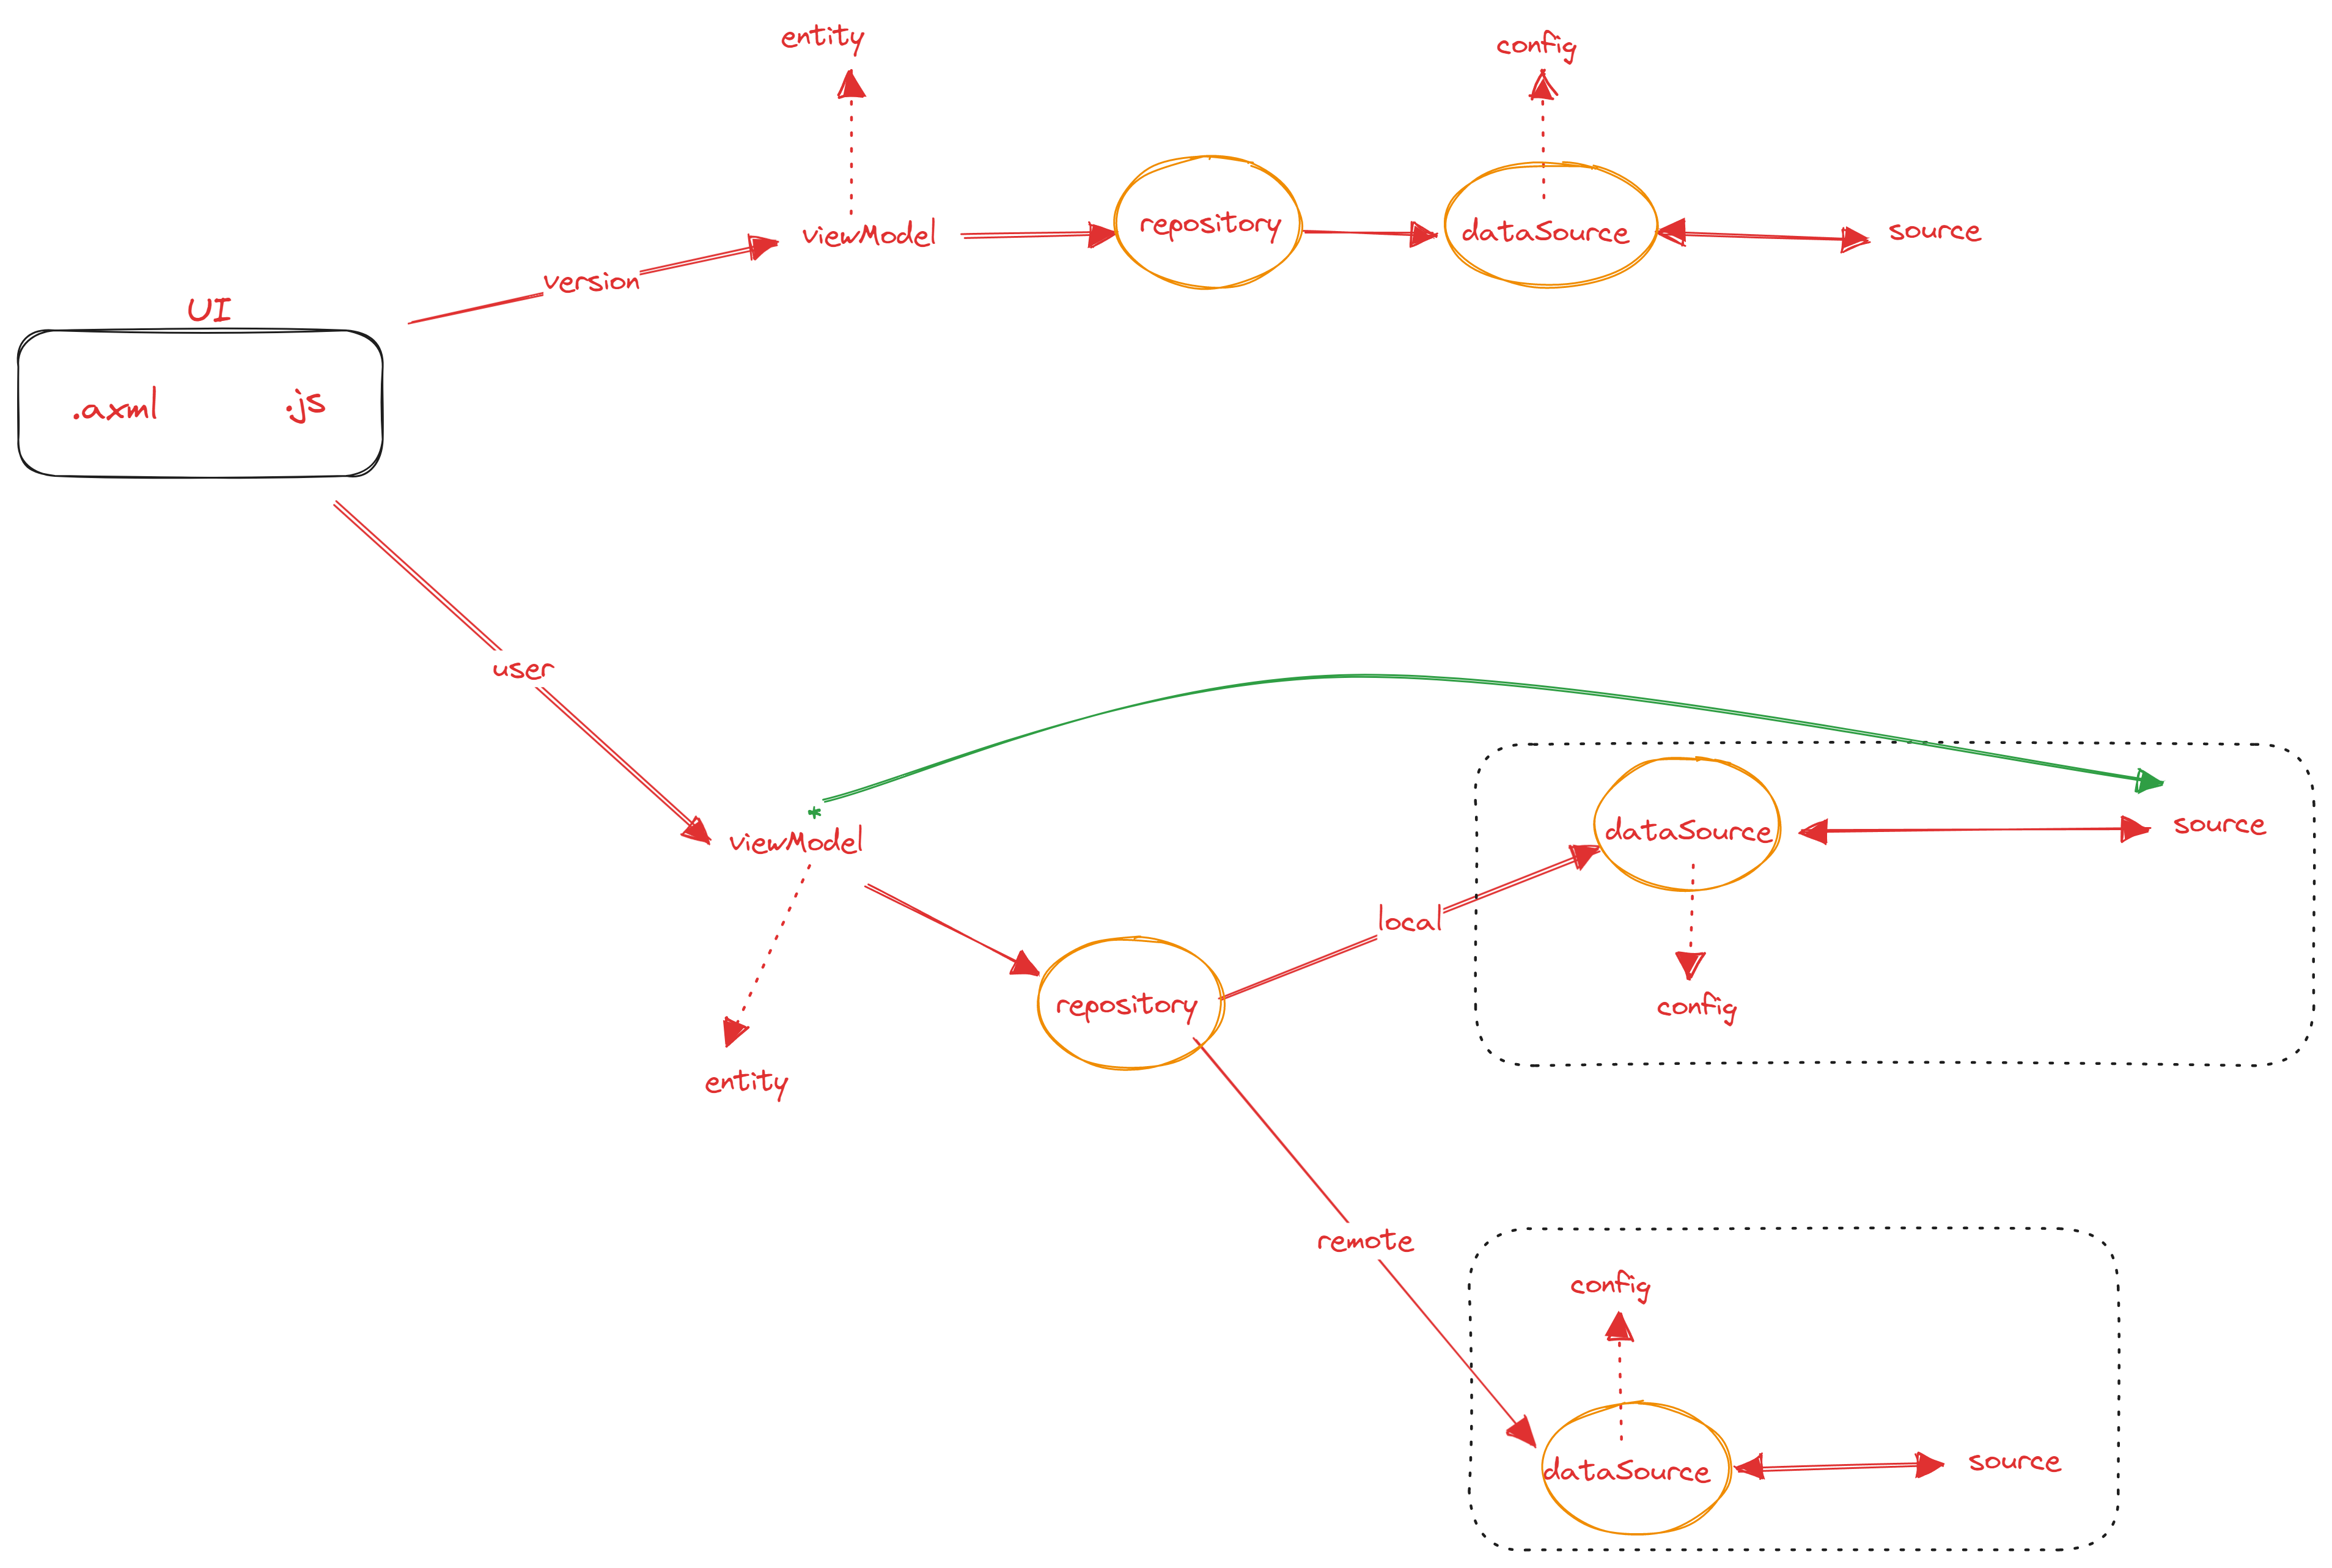 entity
config
repository
dataSource
viewModel
source
version
UI
.axml
.js
user
*
viewModel
dataSource
source
local
repository
config
entity
remote
config
dataSource
source